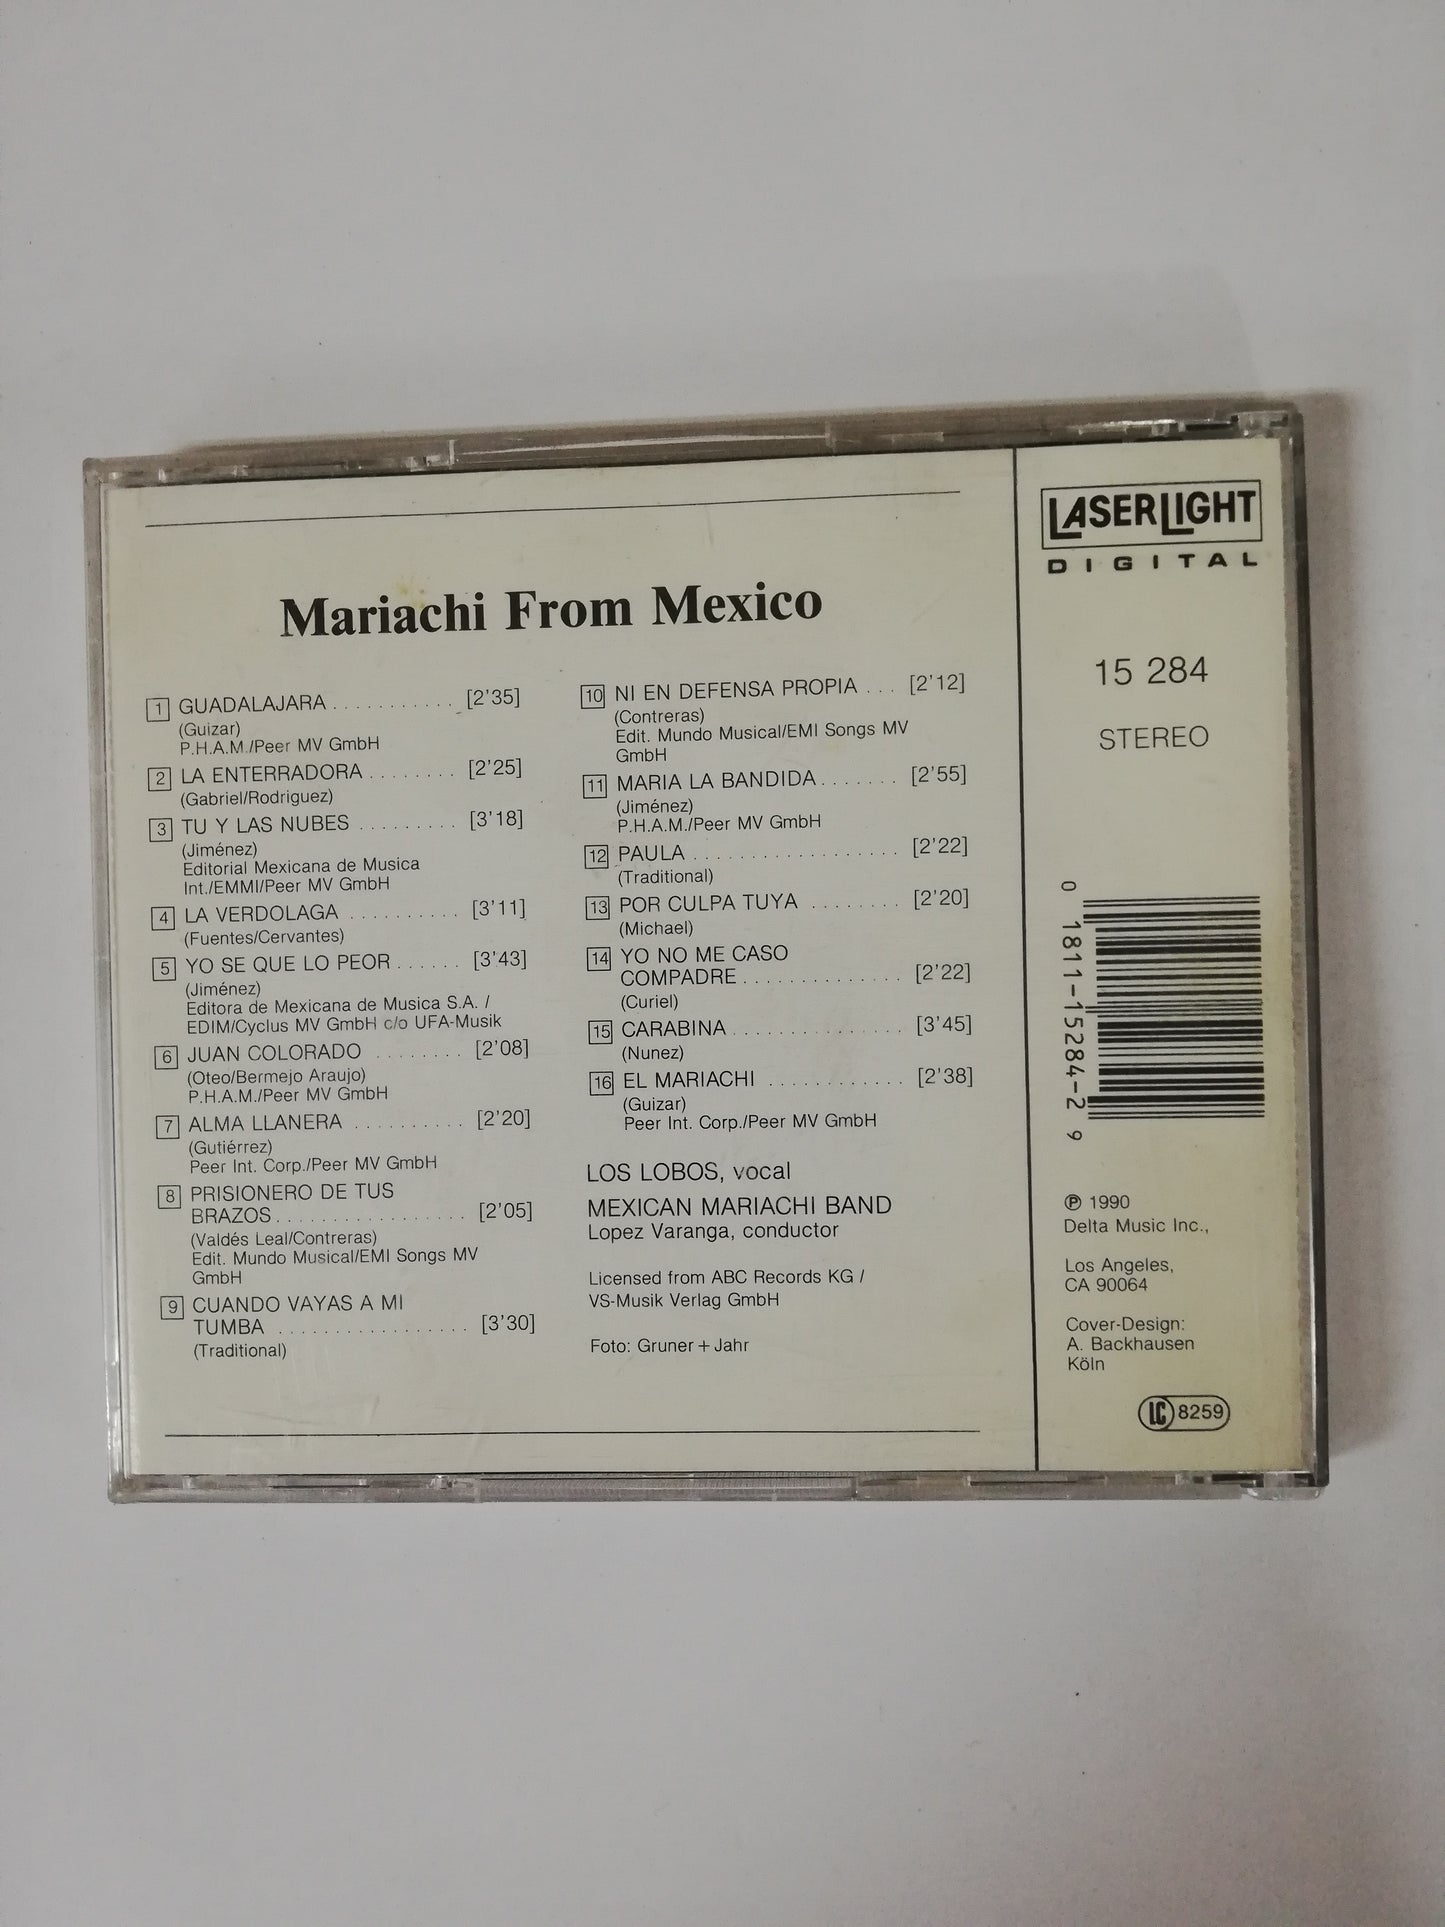 Mariachi From Mexico
1 GUADALAJARA ........... [2'35]
(Guizar)
P.H.A.M./Peer MV GmbH
2 LA ENTERRADORA ........ [2'25]
(Gabriel/Rodriguez)
3 TU Y LAS NUBES ......... [3'18]
(Jiménez)
Editorial Mexicana de Musica
Int./EMMI/Peer MV GmbH
4 LA VERDOLAGA .......... [3'11]
(Fuentes/Cervantes)
5 YO SE QUE LO PEOR ...... [3'43]
(Jiménez)
Editora de Mexicana de Musica S.A. /
EDIM/Cyclus MV GmbH c/o UFA-Musik
6 JUAN COLORADO ........ [2'08]
(Oteo/Bermejo Araujo)
P.H.A.M./Peer MV GmbH
7 ALMA LLANERA .......... [2'20]
(Gutiérrez)
Peer Int. Corp./Peer MV GmbH
8 PRISIONERO DE TUS
BRAZOS ................. [2'05]
(Valdés Leal/Contreras)
Edit. Mundo Musical/EMI Songs MV
GmbH
9 CUANDO VAYAS A MI
TUMBA ................. [3'30]
(Traditional)
10 NI EN DEFENSA PROPIA ... [2'12]
(Contreras)
Edit. Mundo Musical/EMI Songs MV
GmbH
11 MARIA LA BANDIDA ....... [2'55]
(Jiménez)
P.H.A.M./Peer MV GmbH
12 PAULA .................. [2'22]
(Traditional)
13 POR CULPA TUYA ........ [2'20]
(Michael)
14 YO NO ME CASO
COMPADRE .............. [2'22]
(Curiel)
15 CARABINA ............... [3'45]
(Nunez)
16 EL MARIACHI ............ [2'38]
(Guizar)
Peer Int. Corp./Peer MV GmbH
LOS LOBOS, vocal
MEXICAN MARIACHI BAND
Lopez Varanga, conductor
Licensed from ABC Records KG /
VS-Musik Verlag GmbH
Foto: Gruner + Jahr
LASERLIGHT
DIGITAL
15 284
STEREO
0 1811-15284-2 9
℗ 1990
Delta Music Inc.,
Los Angeles,
CA 90064
Cover-Design:
A. Backhausen
Köln
LC 8259